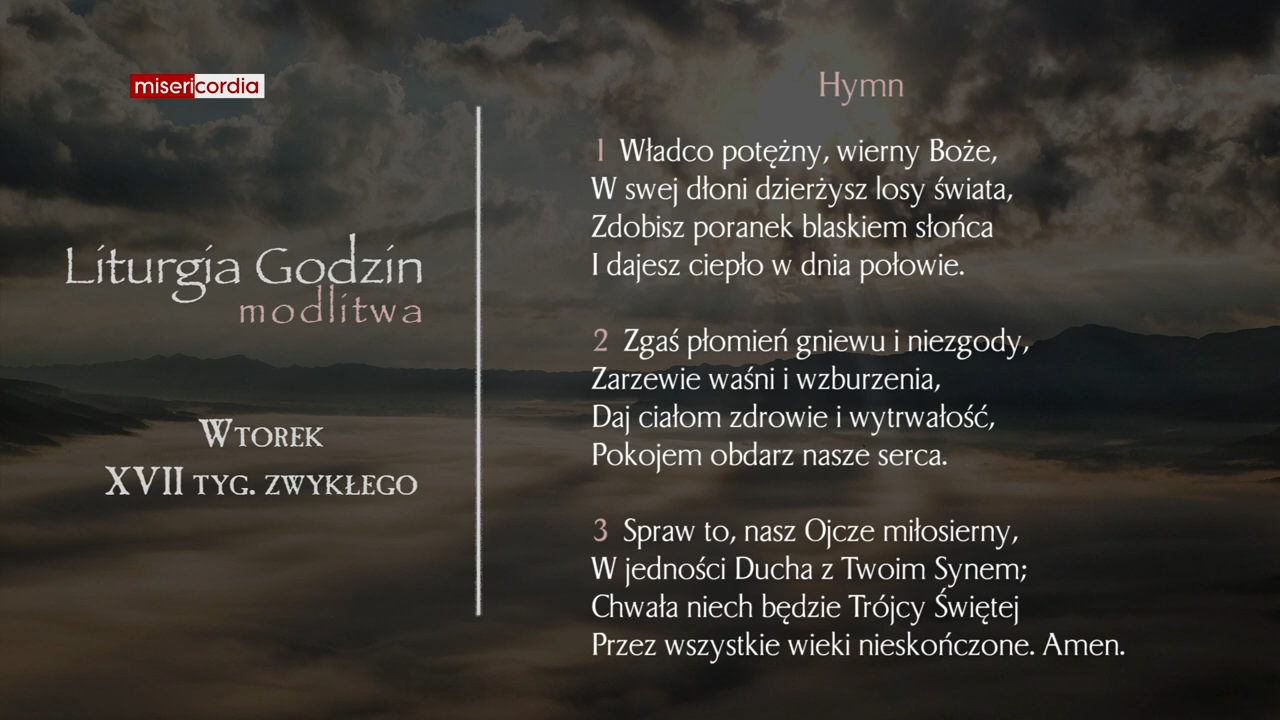 misericordia
Liturgia Godzin
modlitwa
Wtorek
XVII tyg. zwykłego
Hymn
1 Władco potężny, wierny Boże,
W swej dłoni dzierżysz losy świata,
Zdobisz poranek blaskiem słońca
I dajesz ciepło w dnia połowie.
2 Zgaś płomień gniewu i niezgody,
Zarzewie waśni i wzburzenia,
Daj ciałom zdrowie i wytrwałość,
Pokojem obdarz nasze serca.
3 Spraw to, nasz Ojcze miłosierny,
W jedności Ducha z Twoim Synem;
Chwała niech będzie Trójcy Świętej
Przez wszystkie wieki nieskończone. Amen.